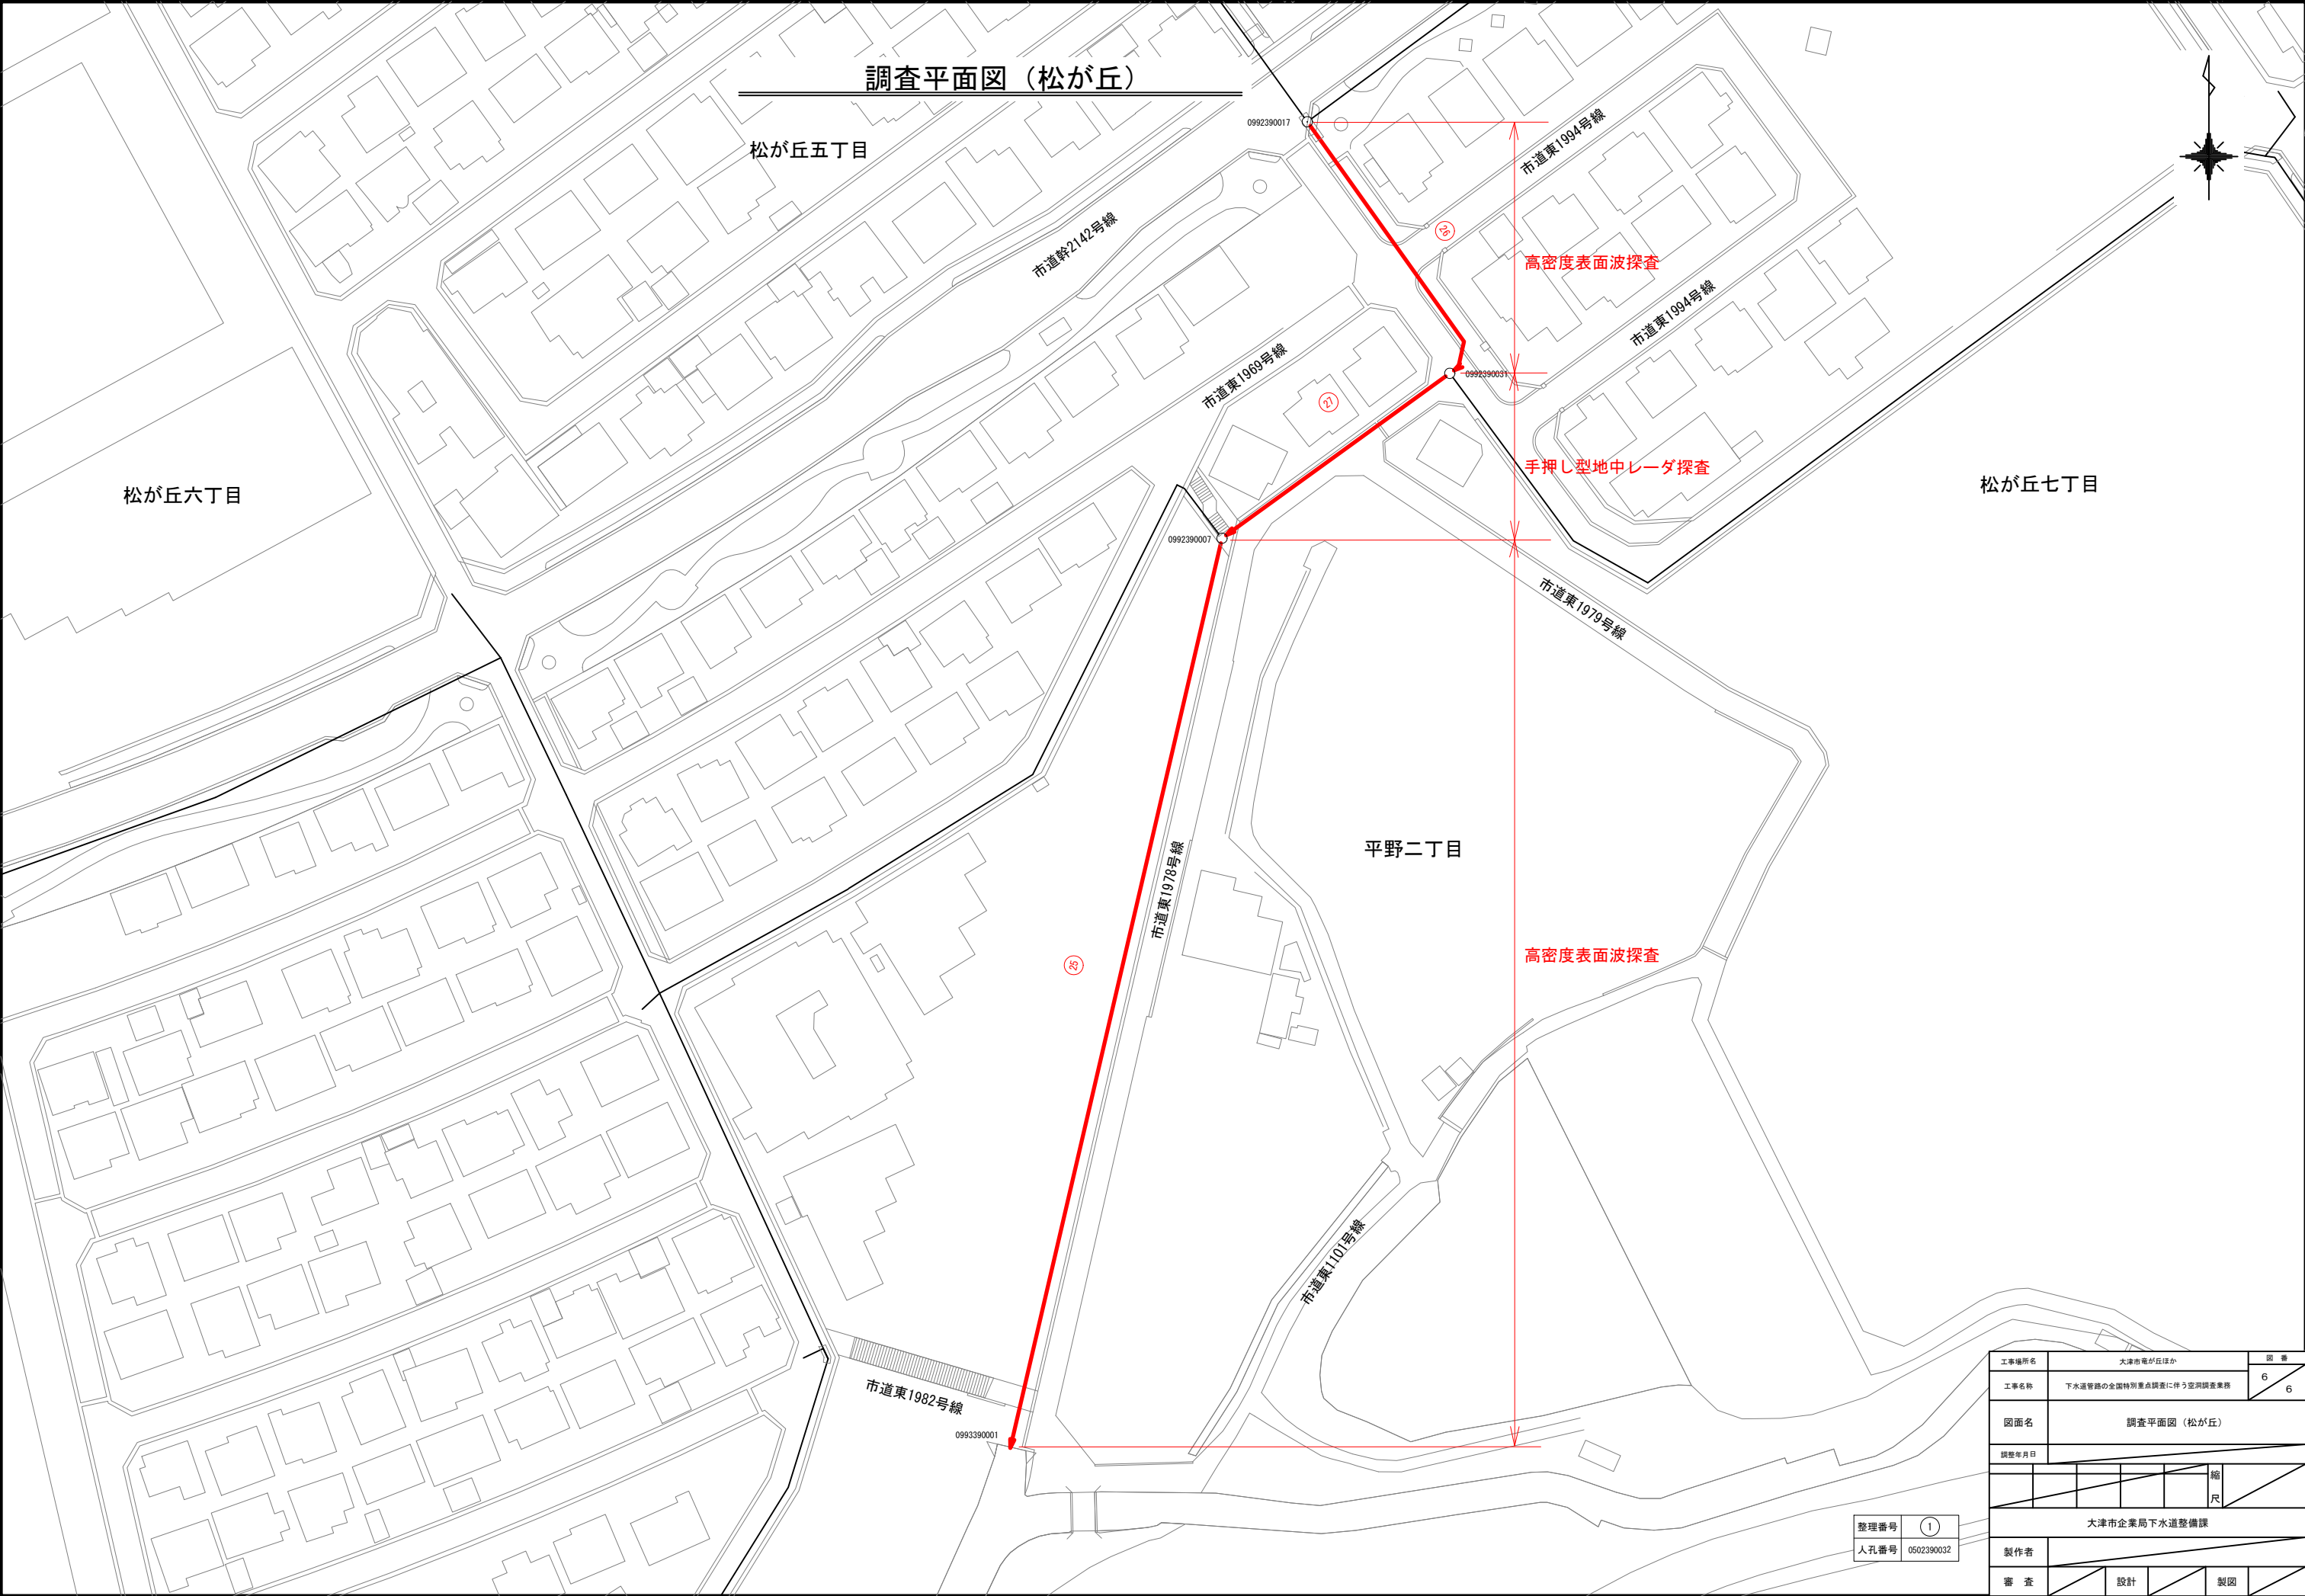 調査平面図（松が丘）
松が丘五丁目
0992390017
市道東1994号線
市道幹2142号線
26
高密度表面波探査
市道東1994号線
市道東1969号線
0992390031
27
手押し型地中レーダ探査
松が丘六丁目
松が丘七丁目
0992390007
市道東1979号線
平野二丁目
市道東1978号線
25
高密度表面波探査
市道東1101号線
市道東1982号線
0993390001
整理番号 1
人孔番号 0502390032
工事場所名 大津市竜が丘ほか 図 番
工事名称 下水道管路の全国特別重点調査に伴う空洞調査業務 6 6
図面名 調査平面図（松が丘）
調整年月日
縮尺
大津市企業局下水道整備課
製作者
審 査 設計 製図